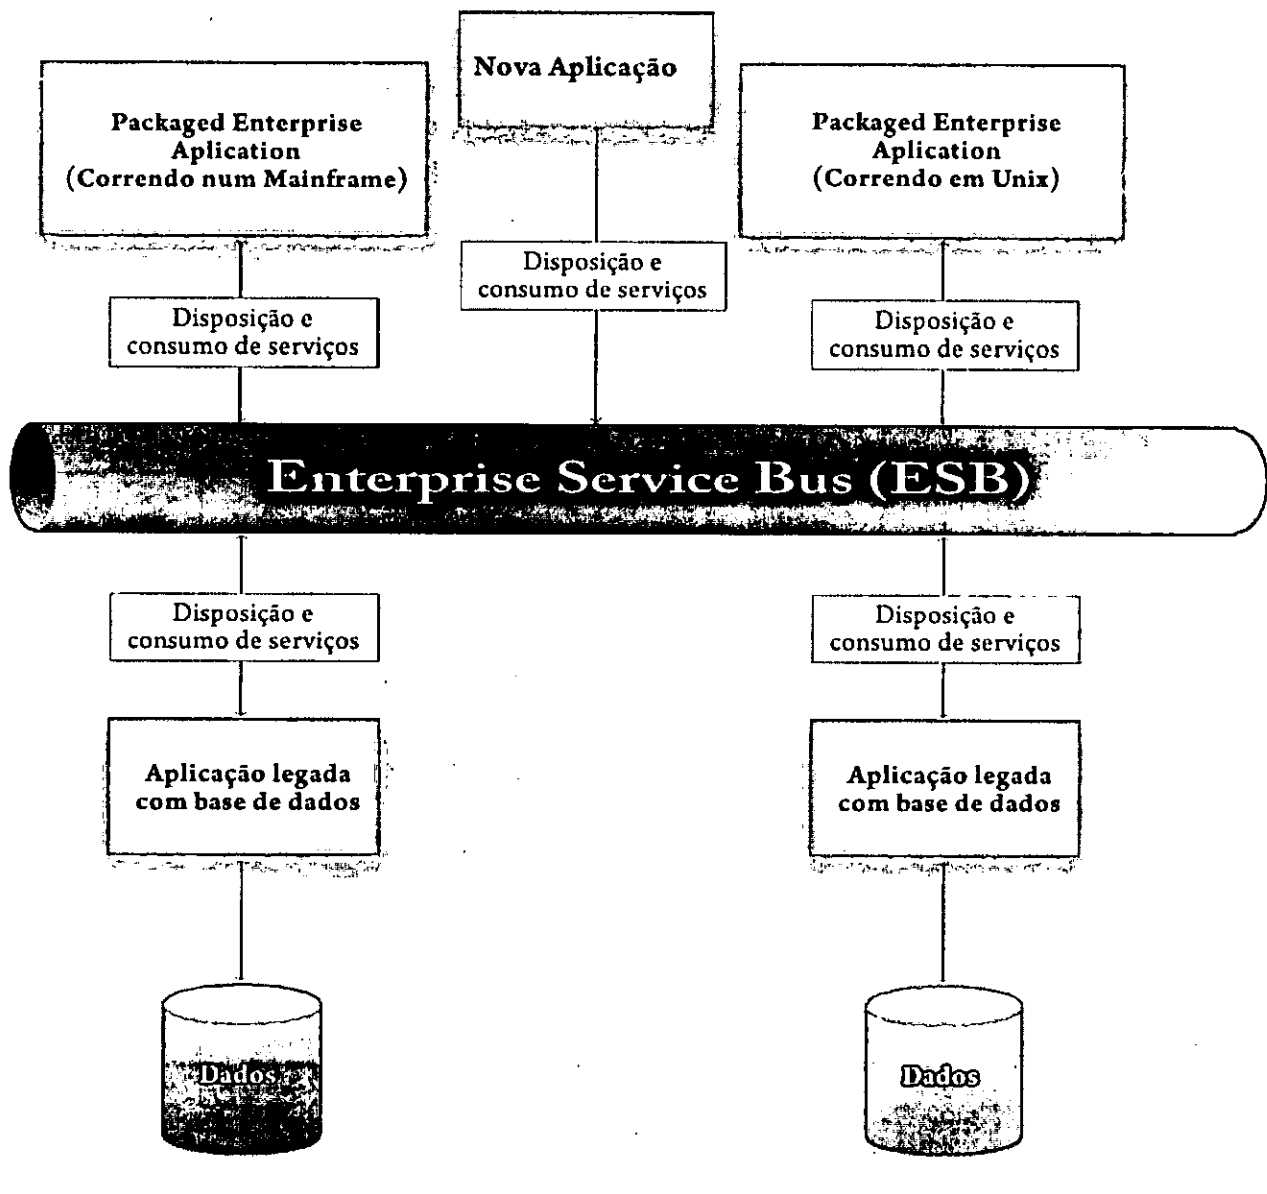 Nova Aplicação
Packaged Enterprise
Aplication
(Correndo num Mainframe)
Packaged Enterprise
Aplication
(Correndo em Unix)
Disposição e
consumo de serviços
Disposição e
consumo de serviços
Disposição e
consumo de serviços
Enterprise Service Bus (ESB)
Disposição e
consumo de serviços
Disposição e
consumo de serviços
Aplicação legada
com base de dados
Aplicação legada
com base de dados
Dados
Dados